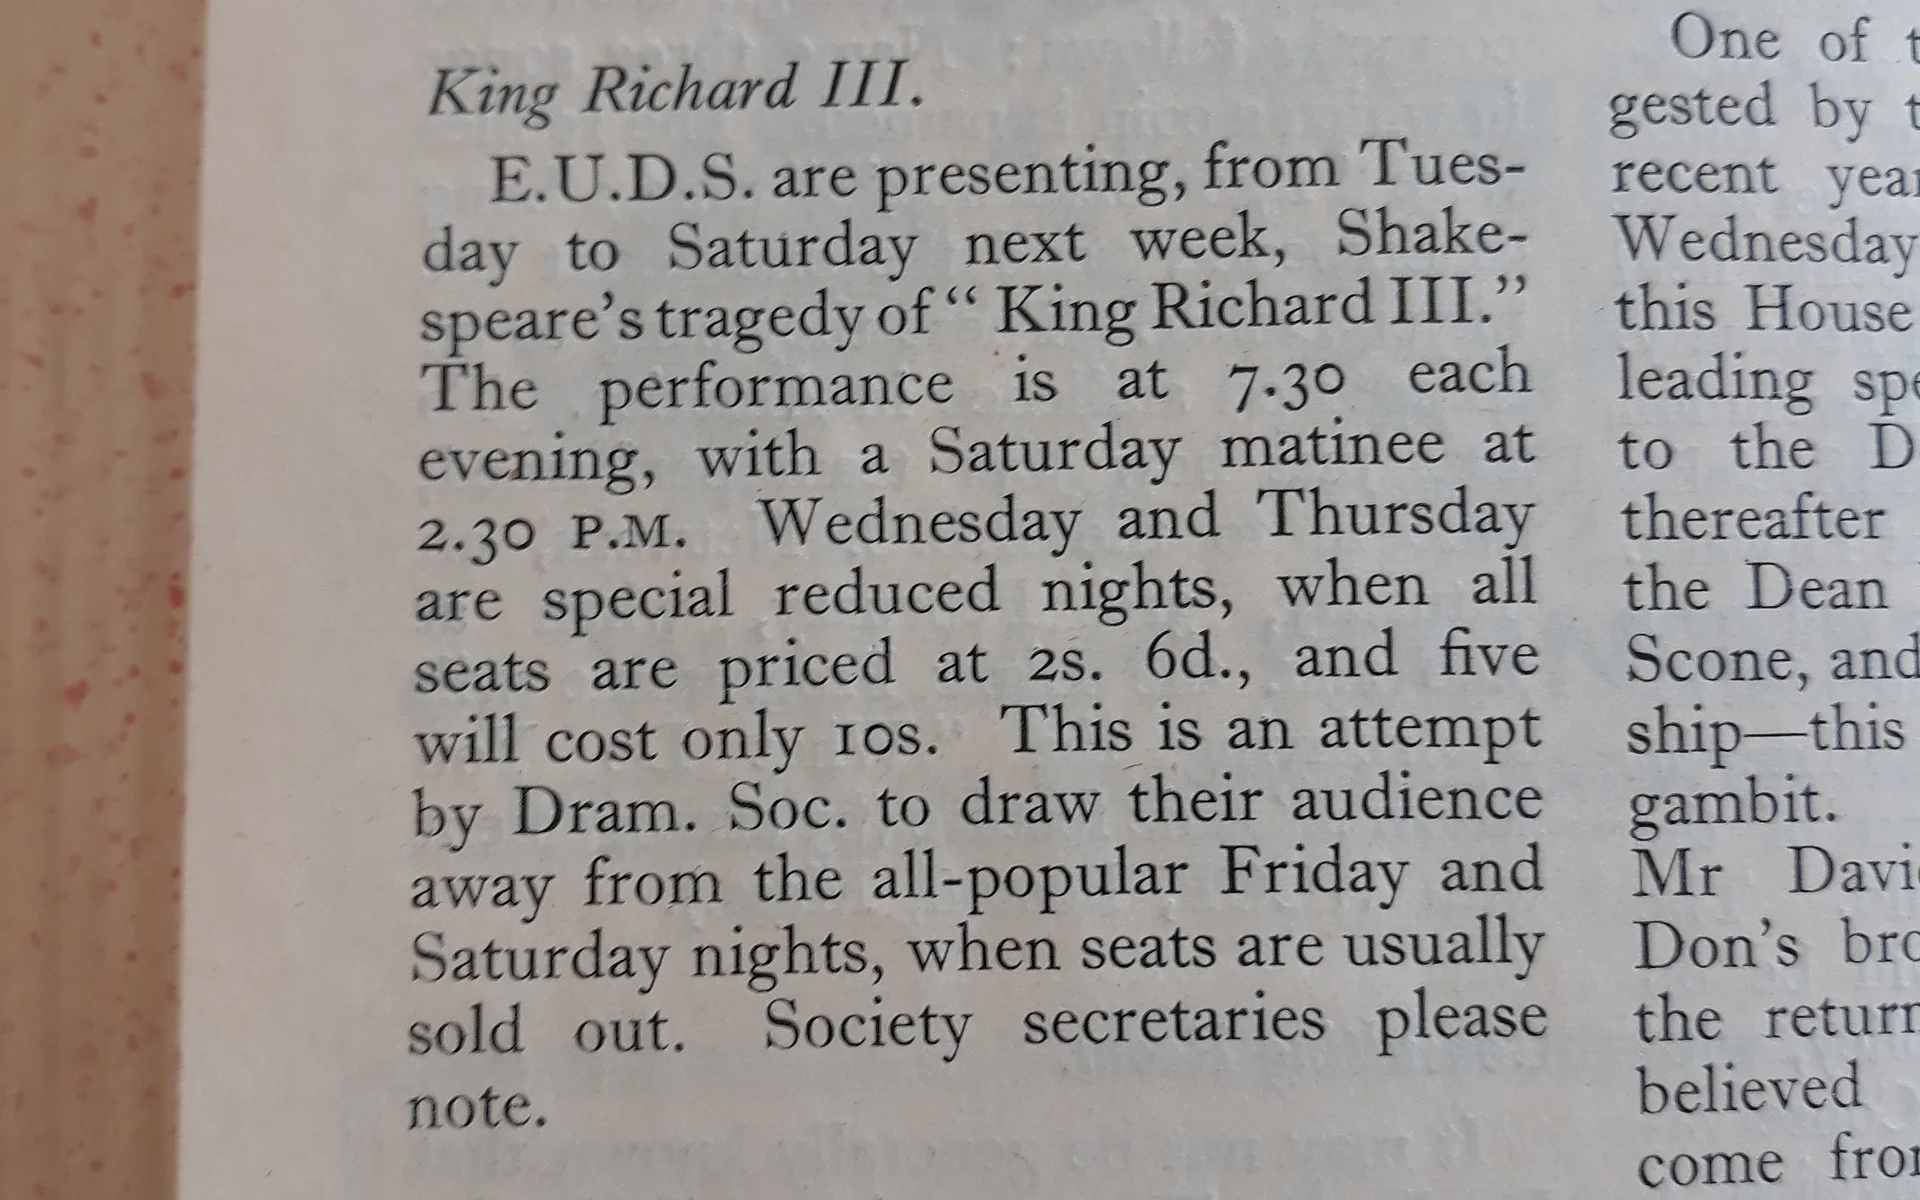 King Richard III.
E.U.D.S. are presenting, from Tues-
day to Saturday next week, Shake-
speare's tragedy of “ King Richard III.”
The performance is at 7.30 each
evening, with a Saturday matinee at
2.30 P.M. Wednesday and Thursday
are special reduced nights, when all
seats are priced at 2s. 6d., and five
will cost only 10s. This is an attempt
by Dram. Soc. to draw their audience
away from the all-popular Friday and
Saturday nights, when seats are usually
sold out. Society secretaries please
note.
One of
gested by
recent
Wednesday
this House
leading
to the
thereafter
the Dean
Scone, and
ship—this
gambit.
Mr
Don's
the
believed
come